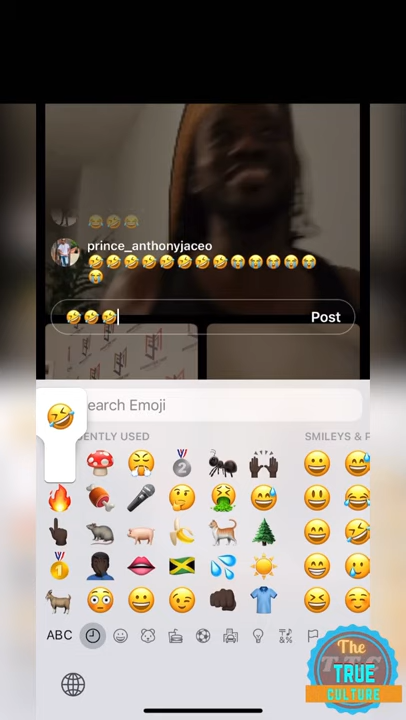 😂🤣😂
prince_anthonyjaceo
🤣🤣🤣🤣🤣🤣🤣🤣😭😭😭😭😭
🤣
🤣🤣🤣 Post
earch Emoji
ENTLY USED SMILEYS & P
ABC
The
TRUE
CULTURE